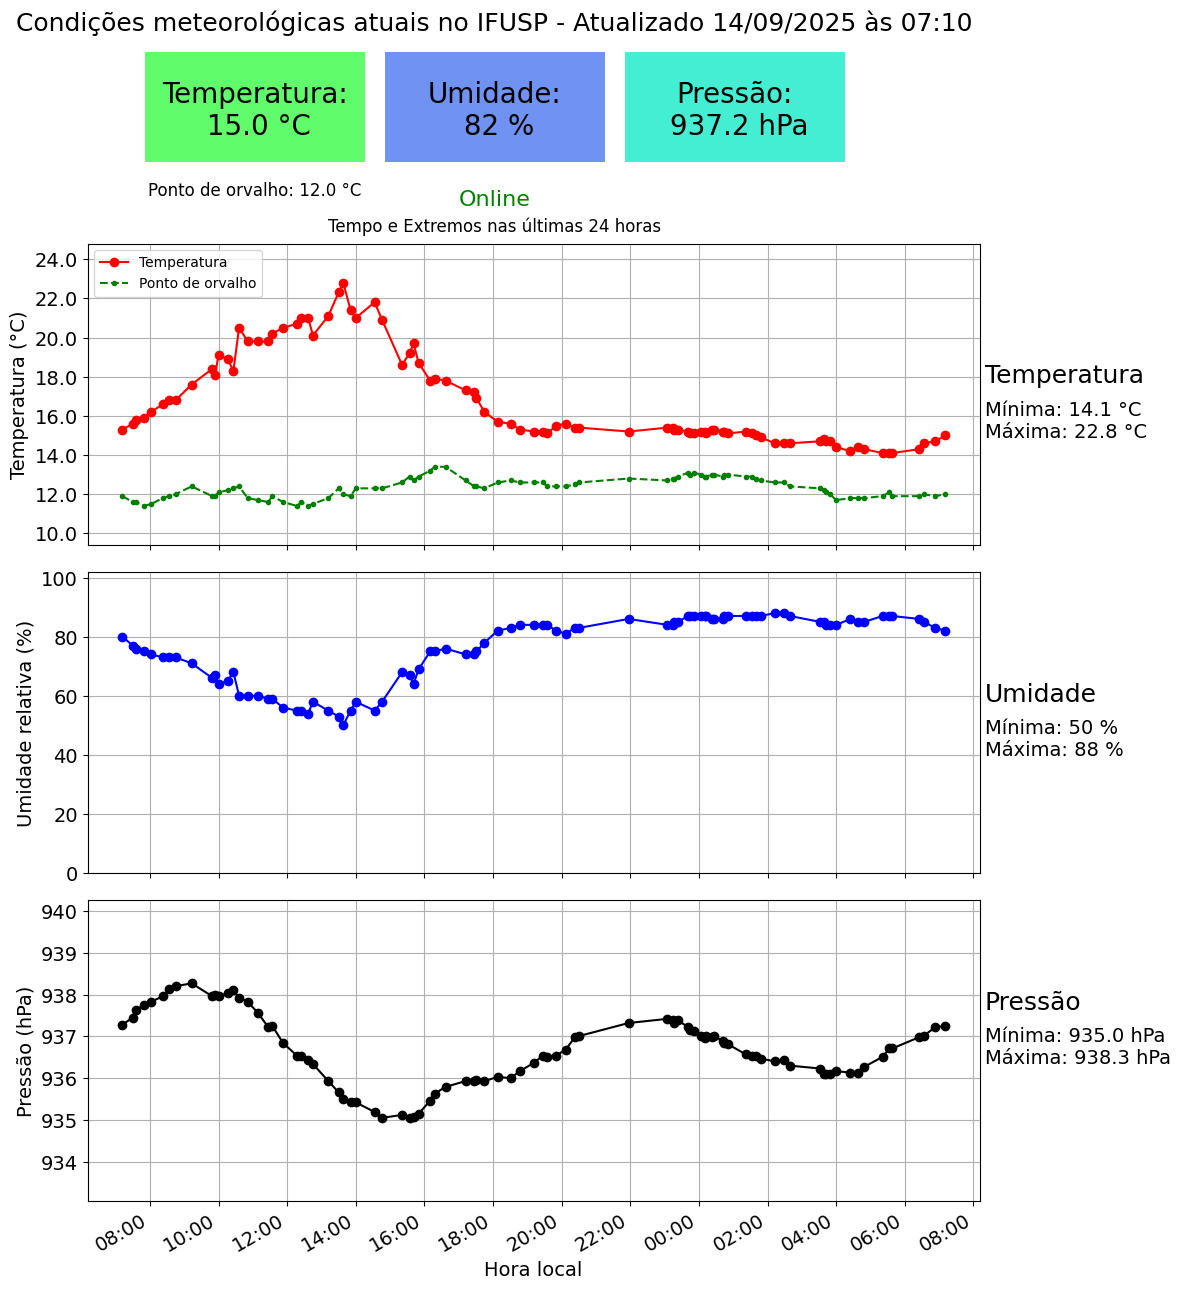 Condições meteorológicas atuais no IFUSP - Atualizado 14/09/2025 às 07:10
Temperatura:
15.0 °C
Umidade:
82 %
Pressão:
937.2 hPa
Ponto de orvalho: 12.0 °C
Online
Tempo e Extremos nas últimas 24 horas
Temperatura
Ponto de orvalho
Temperatura (°C)
24.0
22.0
20.0
18.0
16.0
14.0
12.0
10.0
Temperatura
Mínima: 14.1 °C
Máxima: 22.8 °C
Umidade relativa (%)
100
80
60
40
20
0
Umidade
Mínima: 50 %
Máxima: 88 %
Pressão (hPa)
940
939
938
937
936
935
934
Pressão
Mínima: 935.0 hPa
Máxima: 938.3 hPa
08:00
10:00
12:00
14:00
16:00
18:00
20:00
22:00
00:00
02:00
04:00
06:00
08:00
Hora local